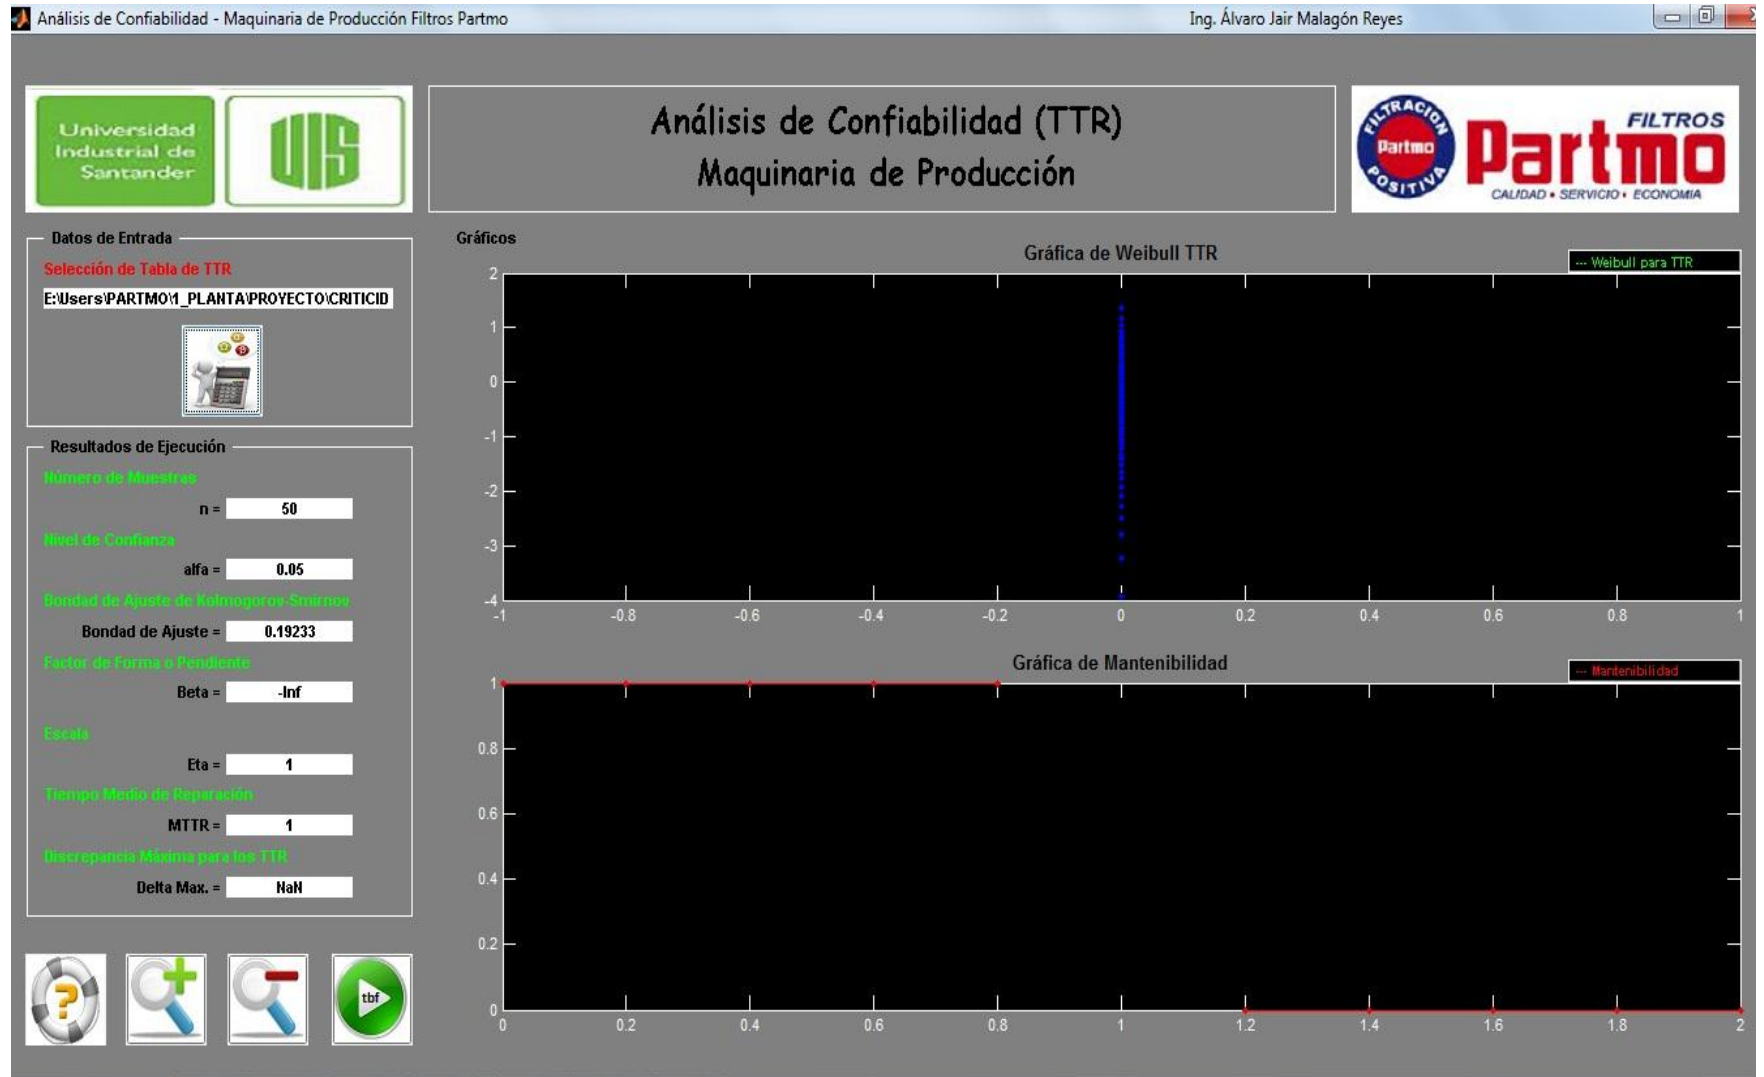 Análisis de Confiabilidad - Maquinaria de Producción Filtros Partmo
Ing. Álvaro Jair Malagón Reyes
Universidad
Industrial de
Santander
UIS
Análisis de Confiabilidad (TTR)
Maquinaria de Producción
FILTRACION
Partmo
POSITIVA
FILTROS
Partmo
CALIDAD • SERVICIO • ECONOMIA
Datos de Entrada
Selección de Tabla de TTR
E:\Users\PARTMO\1_PLANTA\PROYECTO\CRITICID
Resultados de Ejecución
Número de Muestras
n = 50
Nivel de Confianza
alfa = 0.05
Bondad de Ajuste de Kolmogorov-Smirnov
Bondad de Ajuste = 0.19233
Factor de Forma o Pendiente
Beta = -Inf
Escala
Eta = 1
Tiempo Medio de Reparación
MTTR = 1
Discrepancia Máxima para los TTR
Delta Max. = NaN
tbf
Gráficos
Gráfica de Weibull TTR
--- Weibull para TTR
2
1
0
-1
-2
-3
-4
-1 -0.8 -0.6 -0.4 -0.2 0 0.2 0.4 0.6 0.8 1
Gráfica de Mantenibilidad
--- Mantenibilidad
1
0.8
0.6
0.4
0.2
0
0 0.2 0.4 0.6 0.8 1 1.2 1.4 1.6 1.8 2